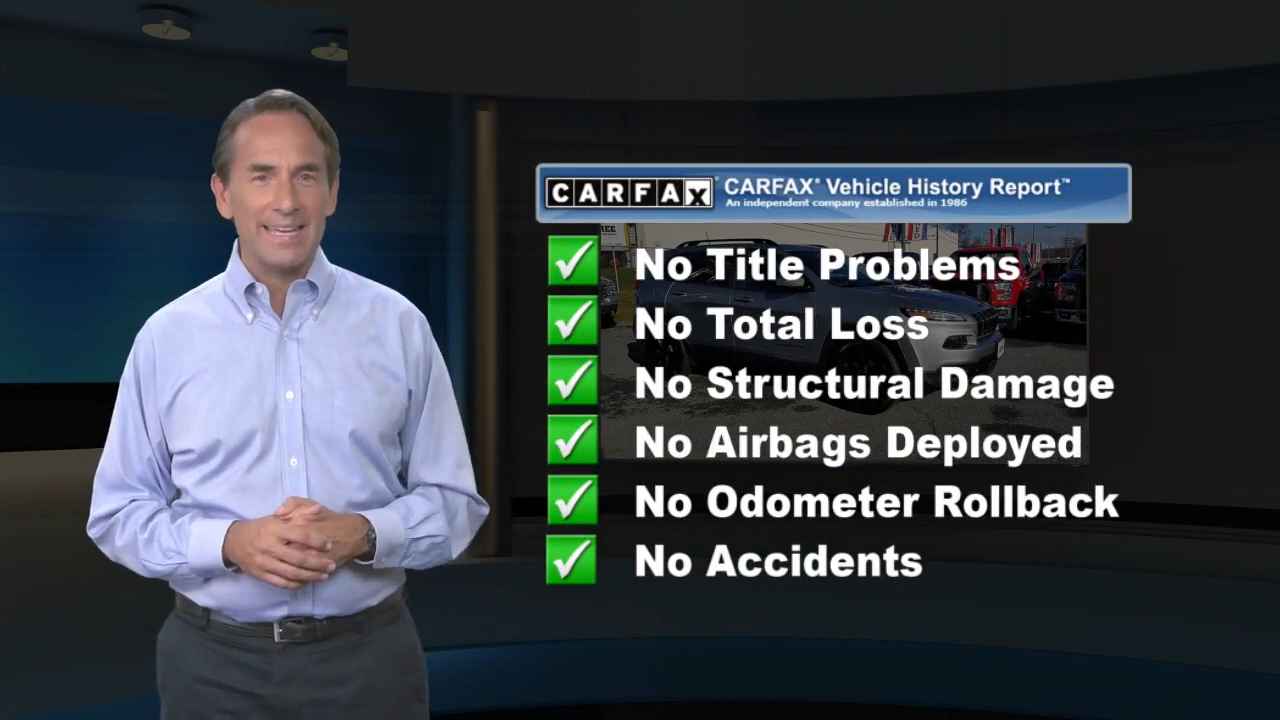 CARFAX® CARFAX® Vehicle History Report™
An independent company established in 1986
No Title Problems
No Total Loss
No Structural Damage
No Airbags Deployed
No Odometer Rollback
No Accidents